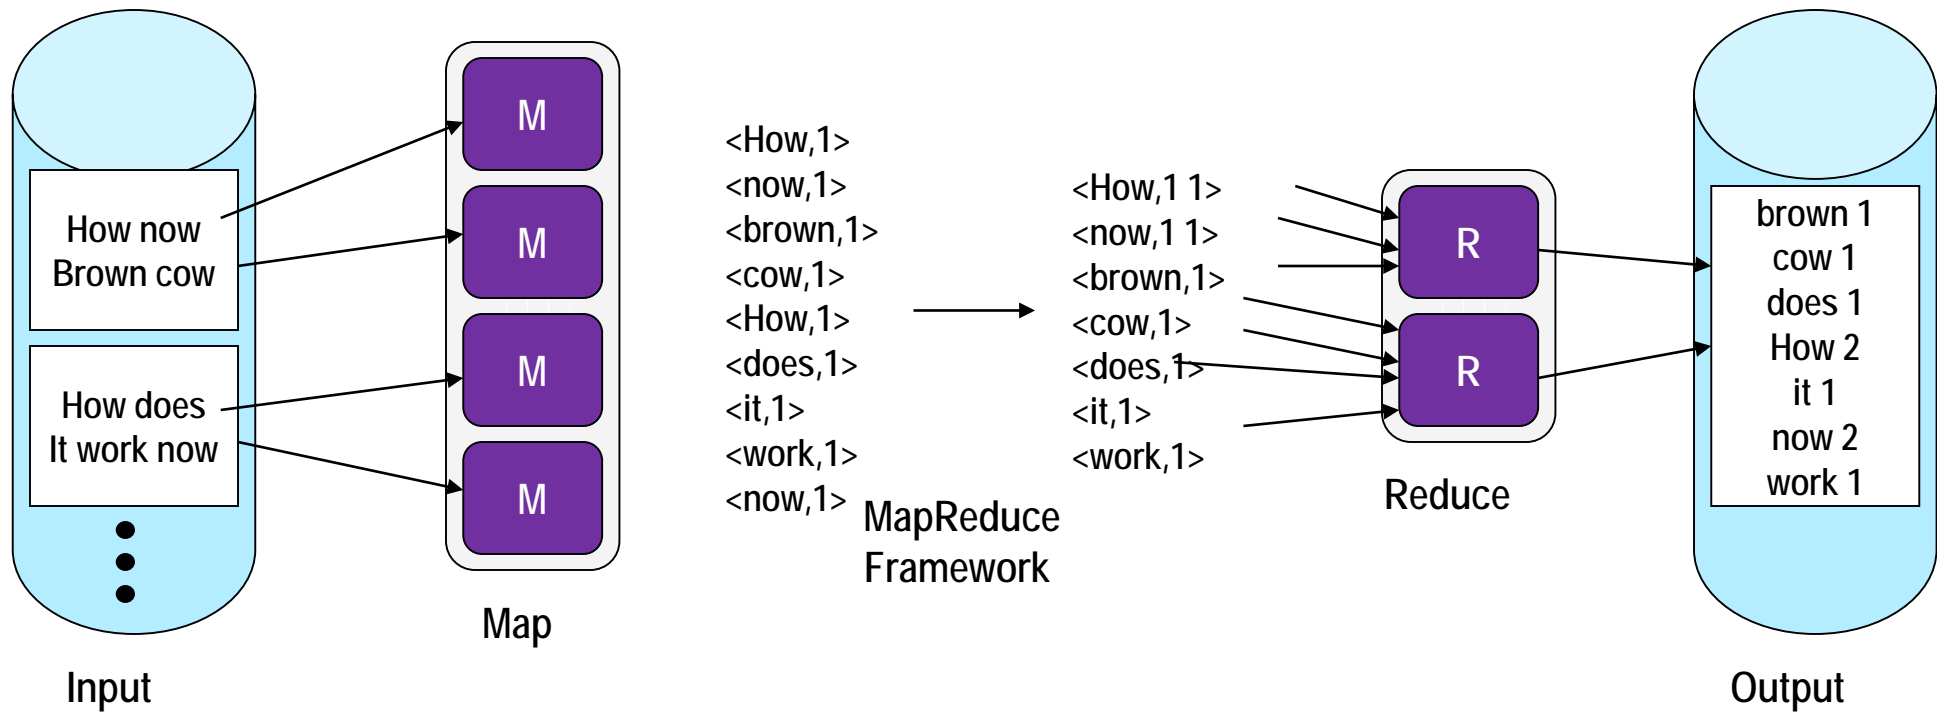 How now
Brown cow
How does
It work now
Input
M
M
M
M
Map
<How,1>
<now,1>
<brown,1>
<cow,1>
<How,1>
<does,1>
<it,1>
<work,1>
<now,1>
MapReduce
Framework
<How,1 1>
<now,1 1>
<brown,1>
<cow,1>
<does,1>
<it,1>
<work,1>
R
R
Reduce
brown 1
cow 1
does 1
How 2
it 1
now 2
work 1
Output